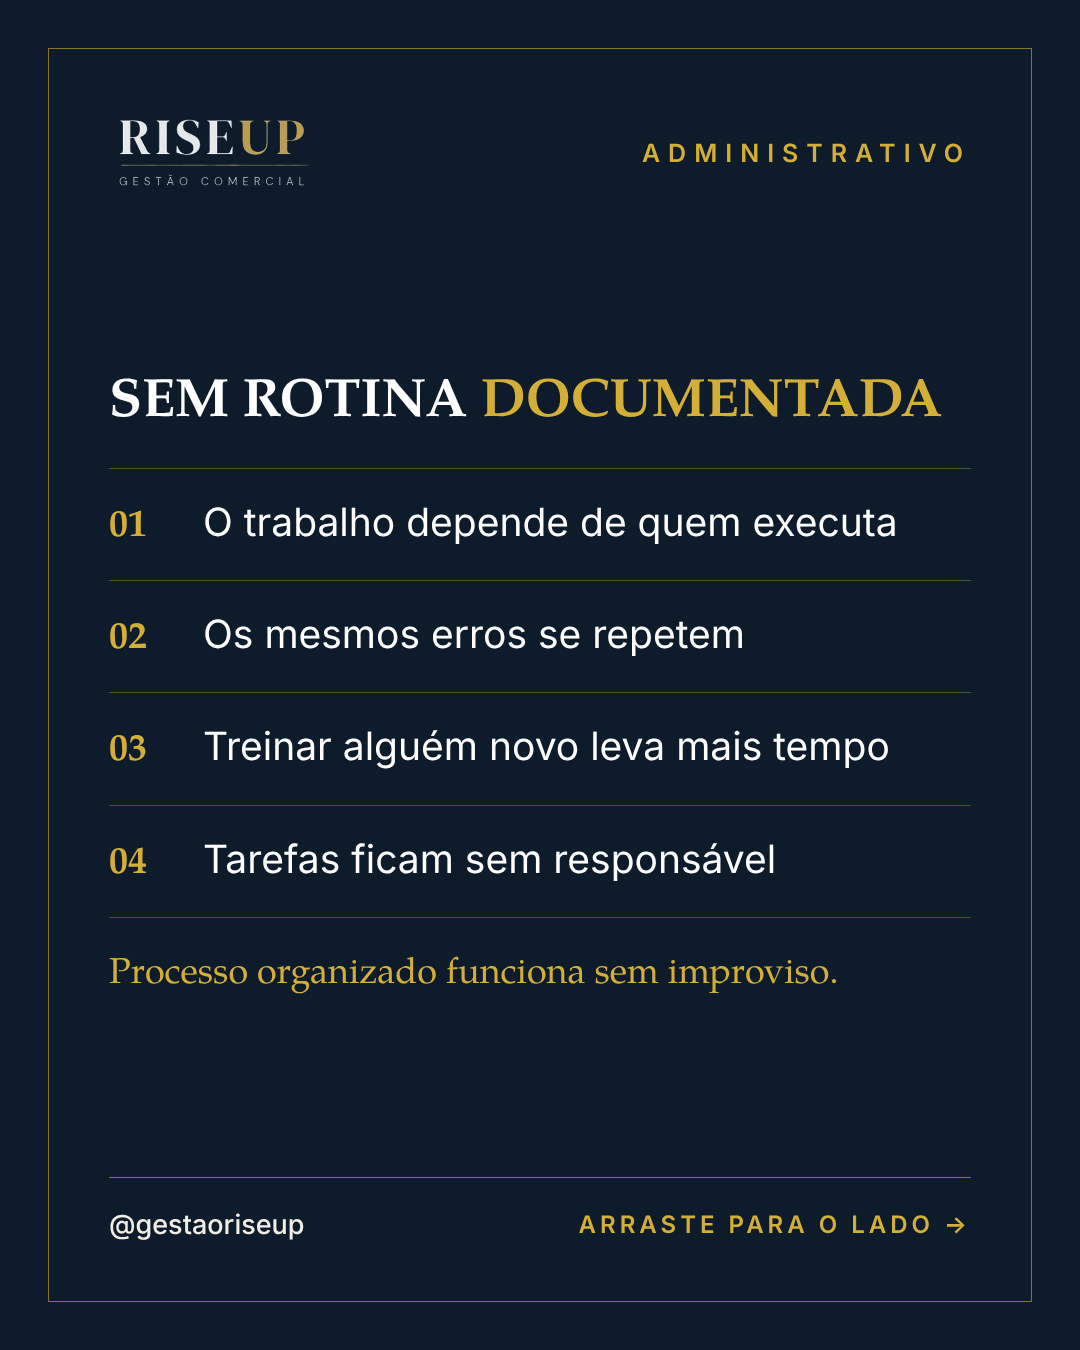 RISEUP
GESTÃO COMERCIAL
ADMINISTRATIVO
SEM ROTINA DOCUMENTADA
01 O trabalho depende de quem executa
02 Os mesmos erros se repetem
03 Treinar alguém novo leva mais tempo
04 Tarefas ficam sem responsável
Processo organizado funciona sem improviso.
@gestaoriseup
ARRASTE PARA O LADO →